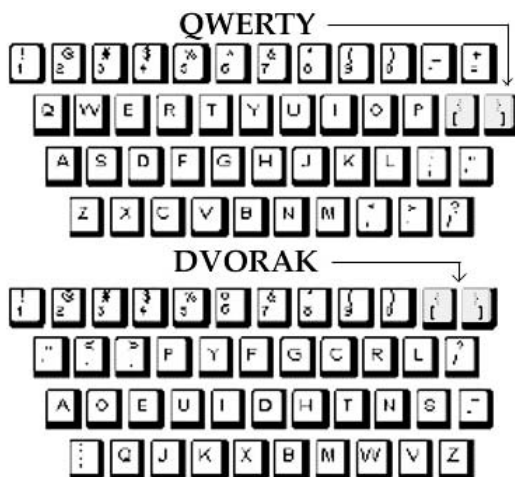 QWERTY
! 1 @ 2 # 3 $ 4 % 5 ^ 6 & 7 * 8 ( 9 ) 0 _ - + =
Q W E R T Y U I O P { [ } ]
A S D F G H J K L : ; " '
Z X C V B N M < , > . ? /
DVORAK
! 1 @ 2 # 3 $ 4 % 5 6 & 7 * 8 ( 9 ) 0 { [ } ]
" ' < , > . P Y F G C R L ? /
A O E U I D H T N S _ -
: ; Q J K X B M W V Z